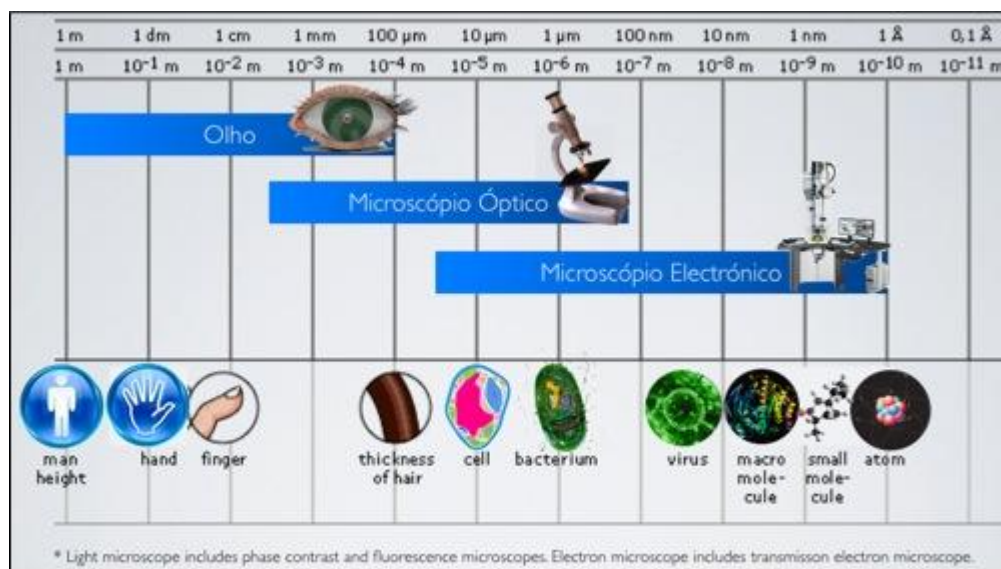 1 m 1 dm 1 cm 1 mm 100 µm 10 µm 1 µm 100 nm 10 nm 1 nm 1 Å 0,1 Å
1 m 10⁻¹ m 10⁻² m 10⁻³ m 10⁻⁴ m 10⁻⁵ m 10⁻⁶ m 10⁻⁷ m 10⁻⁸ m 10⁻⁹ m 10⁻¹⁰ m 10⁻¹¹ m
Olho
Microscópio Óptico
Microscópio Electrónico
man
height
hand
finger
thickness
of hair
cell
bacterium
virus
macro
mole-
cule
small
mole-
cule
atom
* Light microscope includes phase contrast and fluorescence microscopes. Electron microscope includes transmisson electron microscope.